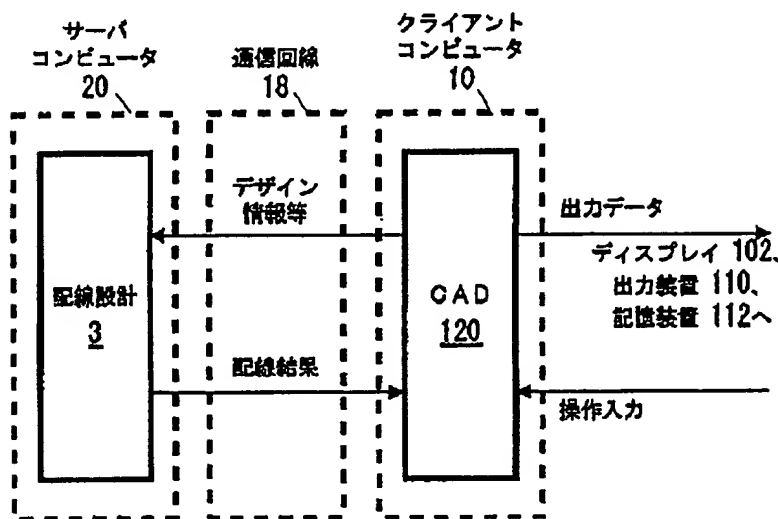 サーバ
コンピュータ
20
通信回線
18
クライアント
コンピュータ
10
デザイン
情報等
出力データ
ディスプレイ 102、
出力装置 110、
記憶装置 112へ
配線設計
3
CAD
120
配線結果
操作入力